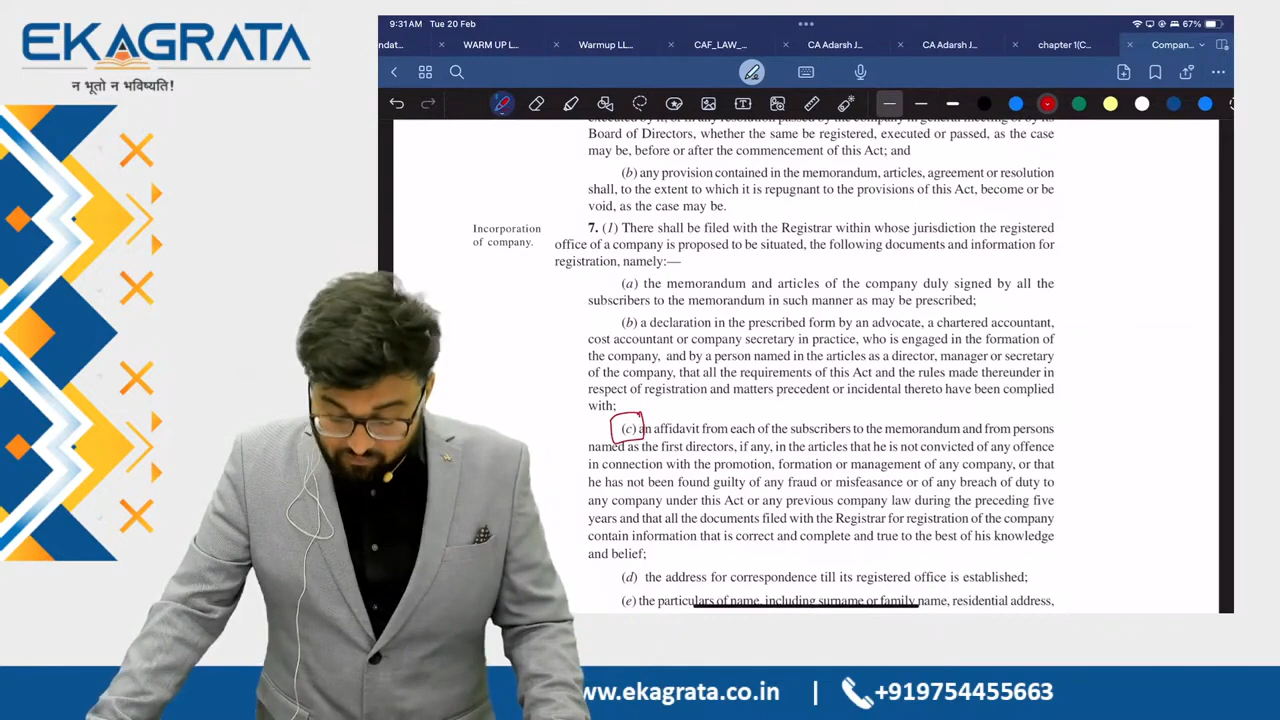 EKAGRATA
न भूतो न भविष्यति!
9:31 AM Tue 20 Feb
67%
ndat...
WARM UP L...
Warmup LL...
CAF_LAW_...
CA Adarsh J...
CA Adarsh J...
chapter 1(C...
Compan...
Board of Directors, whether the same be registered, executed or passed, as the case
may be, before or after the commencement of this Act; and
(b) any provision contained in the memorandum, articles, agreement or resolution
shall, to the extent to which it is repugnant to the provisions of this Act, become or be
void, as the case may be.
Incorporation
of company.
7. (1) There shall be filed with the Registrar within whose jurisdiction the registered
office of a company is proposed to be situated, the following documents and information for
registration, namely:—
(a) the memorandum and articles of the company duly signed by all the
subscribers to the memorandum in such manner as may be prescribed;
(b) a declaration in the prescribed form by an advocate, a chartered accountant,
cost accountant or company secretary in practice, who is engaged in the formation of
the company, and by a person named in the articles as a director, manager or secretary
of the company, that all the requirements of this Act and the rules made thereunder in
respect of registration and matters precedent or incidental thereto have been complied
with;
(c) an affidavit from each of the subscribers to the memorandum and from persons
named as the first directors, if any, in the articles that he is not convicted of any offence
in connection with the promotion, formation or management of any company, or that
he has not been found guilty of any fraud or misfeasance or of any breach of duty to
any company under this Act or any previous company law during the preceding five
years and that all the documents filed with the Registrar for registration of the company
contain information that is correct and complete and true to the best of his knowledge
and belief;
(d) the address for correspondence till its registered office is established;
(e) the particulars of name, including surname or family name, residential address,
ww.ekagrata.co.in | +919754455663